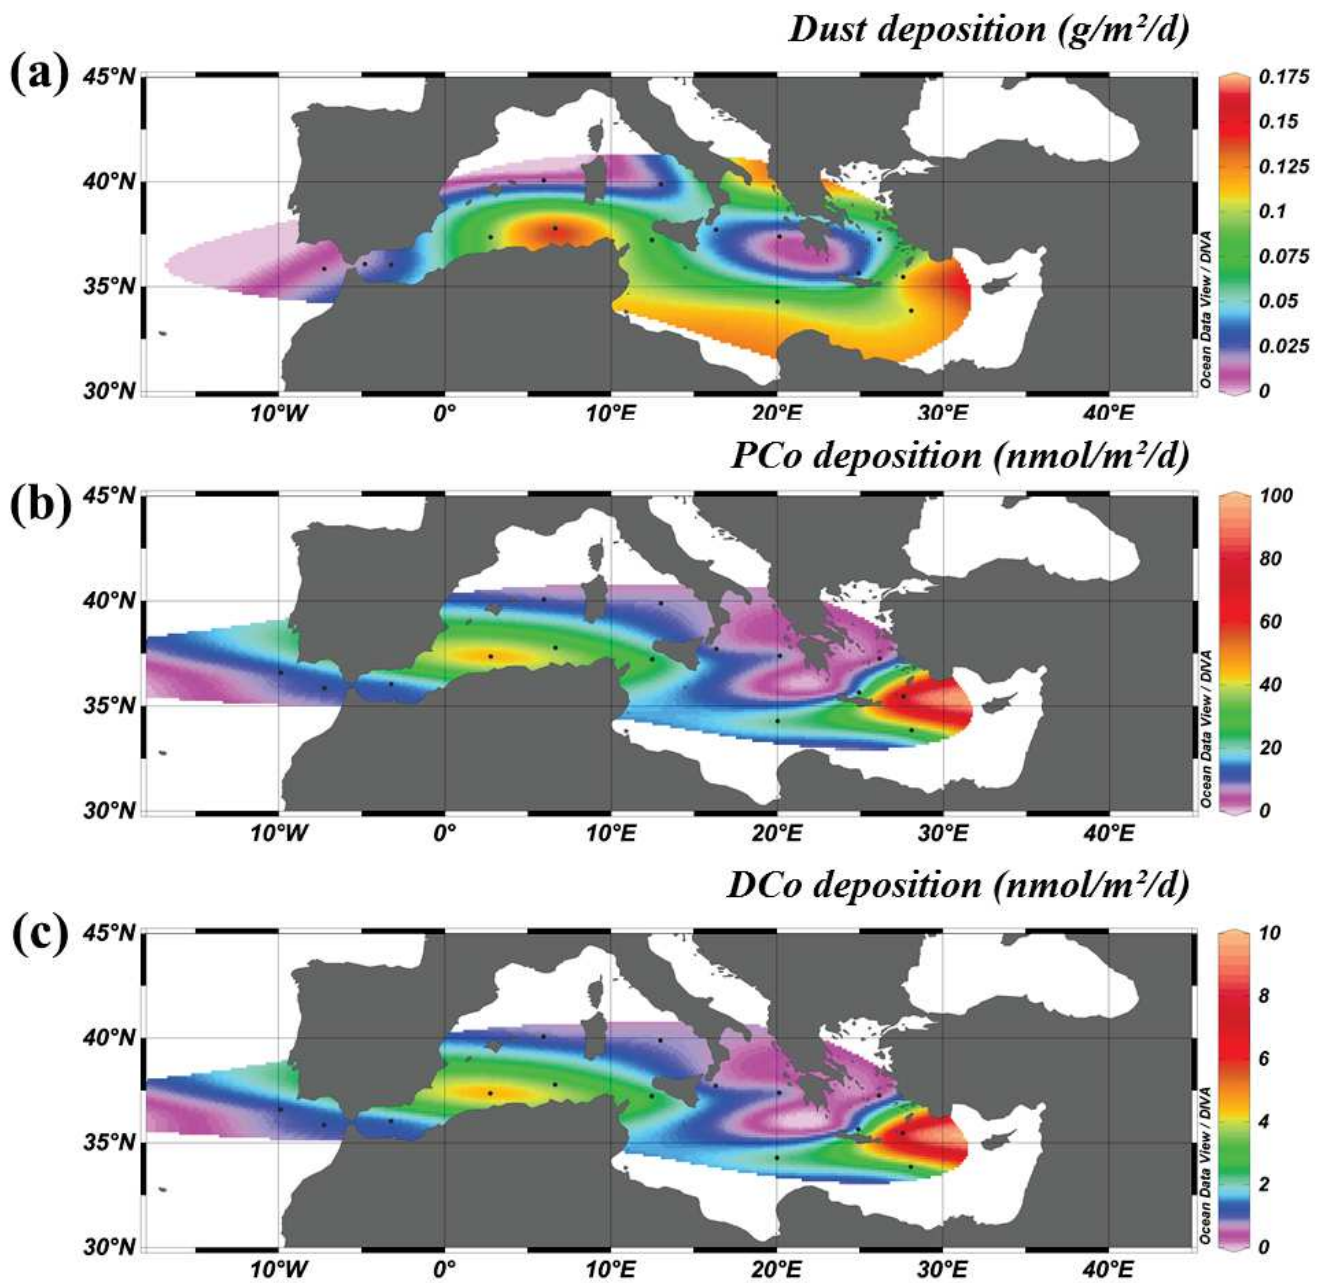 Dust deposition (g/m²/d)
(a)
45°N
40°N
35°N
30°N
10°W 0° 10°E 20°E 30°E 40°E
Ocean Data View / DIVA
0.175
0.15
0.125
0.1
0.075
0.05
0.025
0
PCo deposition (nmol/m²/d)
(b)
45°N
40°N
35°N
30°N
10°W 0° 10°E 20°E 30°E 40°E
Ocean Data View / DIVA
100
80
60
40
20
0
DCo deposition (nmol/m²/d)
(c)
45°N
40°N
35°N
30°N
10°W 0° 10°E 20°E 30°E 40°E
Ocean Data View / DIVA
10
8
6
4
2
0